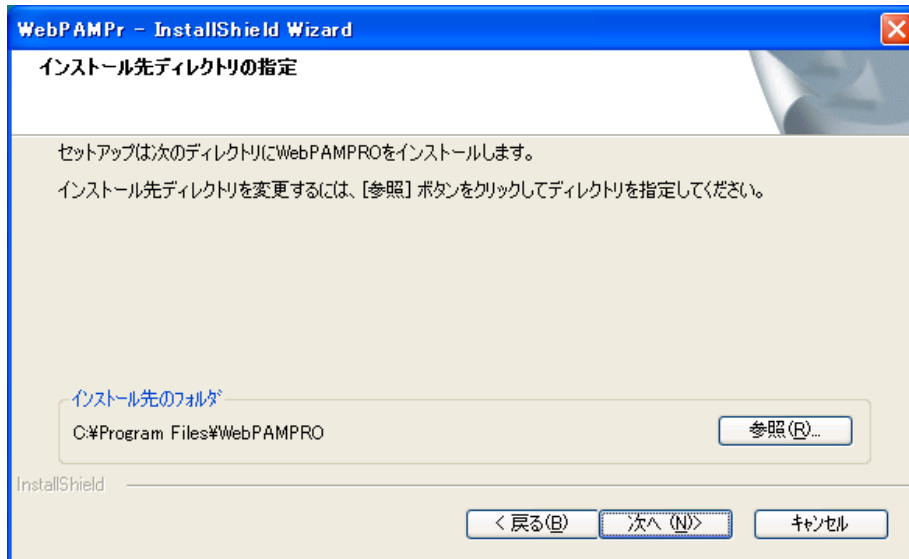 WebPAMPr - InstallShield Wizard
インストール先ディレクトリの指定
セットアップは次のディレクトリにWebPAMPROをインストールします。
インストール先ディレクトリを変更するには、[参照] ボタンをクリックしてディレクトリを指定してください。
インストール先のフォルダ
C:¥Program Files¥WebPAMPRO
参照(R)...
InstallShield
< 戻る(B)
次へ (N)>
キャンセル